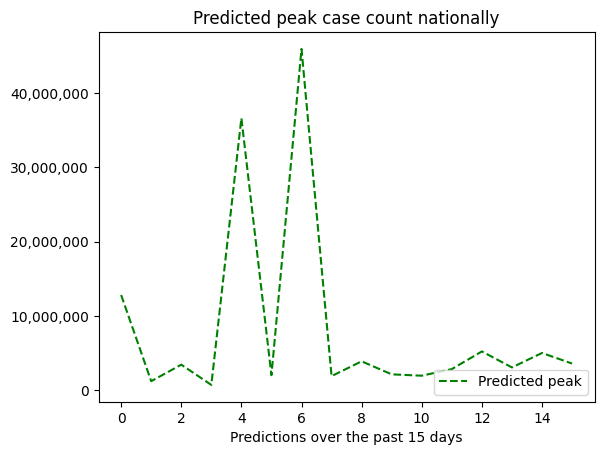 Predicted peak case count nationally
40,000,000
30,000,000
20,000,000
10,000,000
0
Predicted peak
0 2 4 6 8 10 12 14
Predictions over the past 15 days